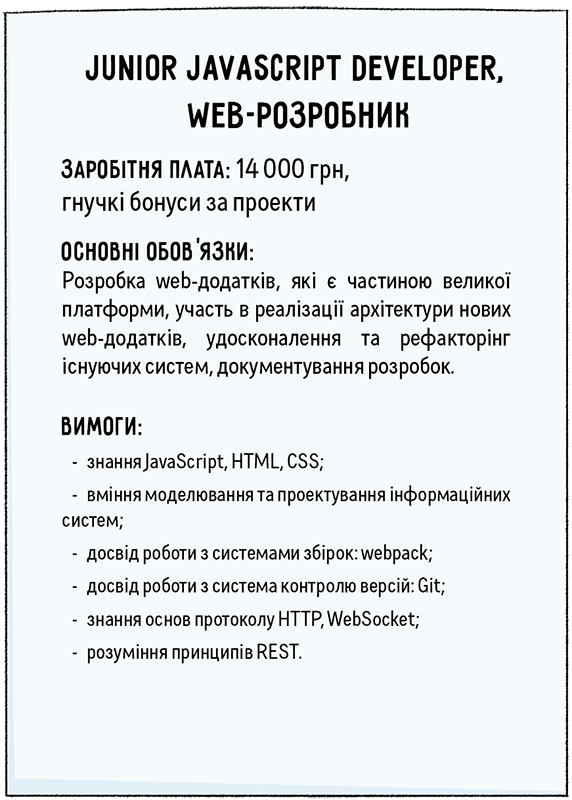 JUNIOR JAVASCRIPT DEVELOPER,
WEB-РОЗРОБНИК
ЗАРОБІТНЯ ПЛАТА: 14 000 грн,
гнучкі бонуси за проекти
ОСНОВНІ ОБОВ'ЯЗКИ:
Розробка web-додатків, які є частиною великої
платформи, участь в реалізації архітектури нових
web-додатків, удосконалення та рефакторінг
існуючих систем, документування розробок.
ВИМОГИ:
- знання JavaScript, HTML, CSS;
- вміння моделювання та проектування інформаційних
систем;
- досвід роботи з системами збірок: webpack;
- досвід роботи з система контролю версій: Git;
- знання основ протоколу HTTP, WebSocket;
- розуміння принципів REST.